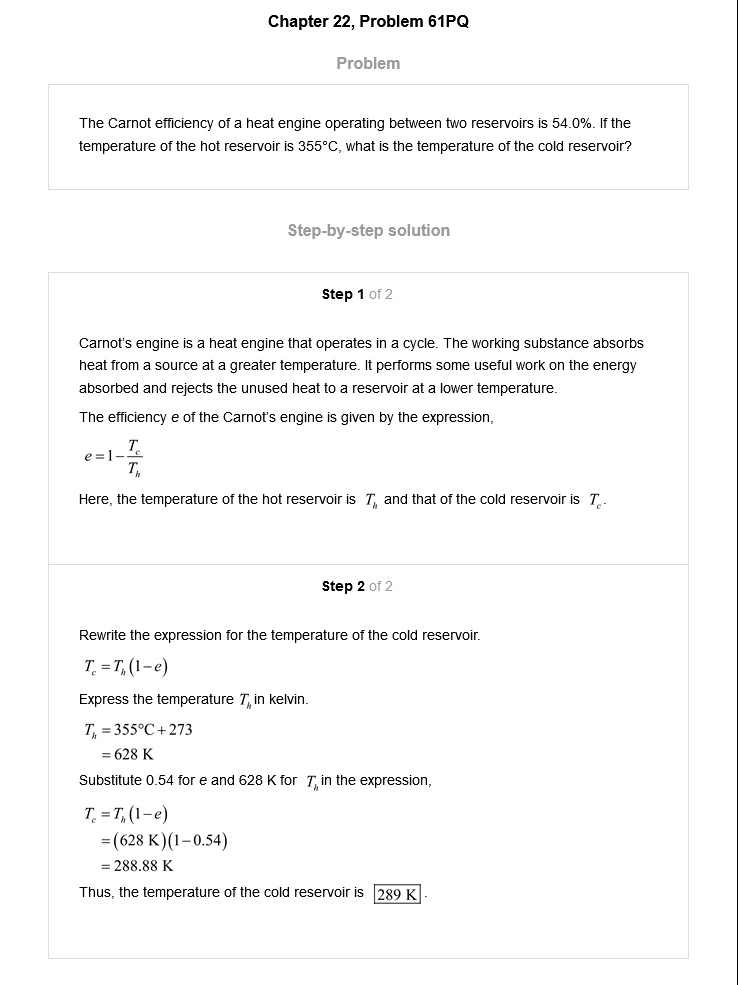 Chapter 22, Problem 61PQ
Problem
The Carnot efficiency of a heat engine operating between two reservoirs is 54.0%. If the
temperature of the hot reservoir is 355°C, what is the temperature of the cold reservoir?
Step-by-step solution
Step 1 of 2
Carnot's engine is a heat engine that operates in a cycle. The working substance absorbs
heat from a source at a greater temperature. It performs some useful work on the energy
absorbed and rejects the unused heat to a reservoir at a lower temperature.
The efficiency e of the Carnot's engine is given by the expression,
e = 1 − T_c / T_h
Here, the temperature of the hot reservoir is T_h and that of the cold reservoir is T_c.
Step 2 of 2
Rewrite the expression for the temperature of the cold reservoir.
T_c = T_h (1 − e)
Express the temperature T_h in kelvin.
T_h = 355°C + 273
= 628 K
Substitute 0.54 for e and 628 K for T_h in the expression,
T_c = T_h (1 − e)
= (628 K)(1 − 0.54)
= 288.88 K
Thus, the temperature of the cold reservoir is 289 K.